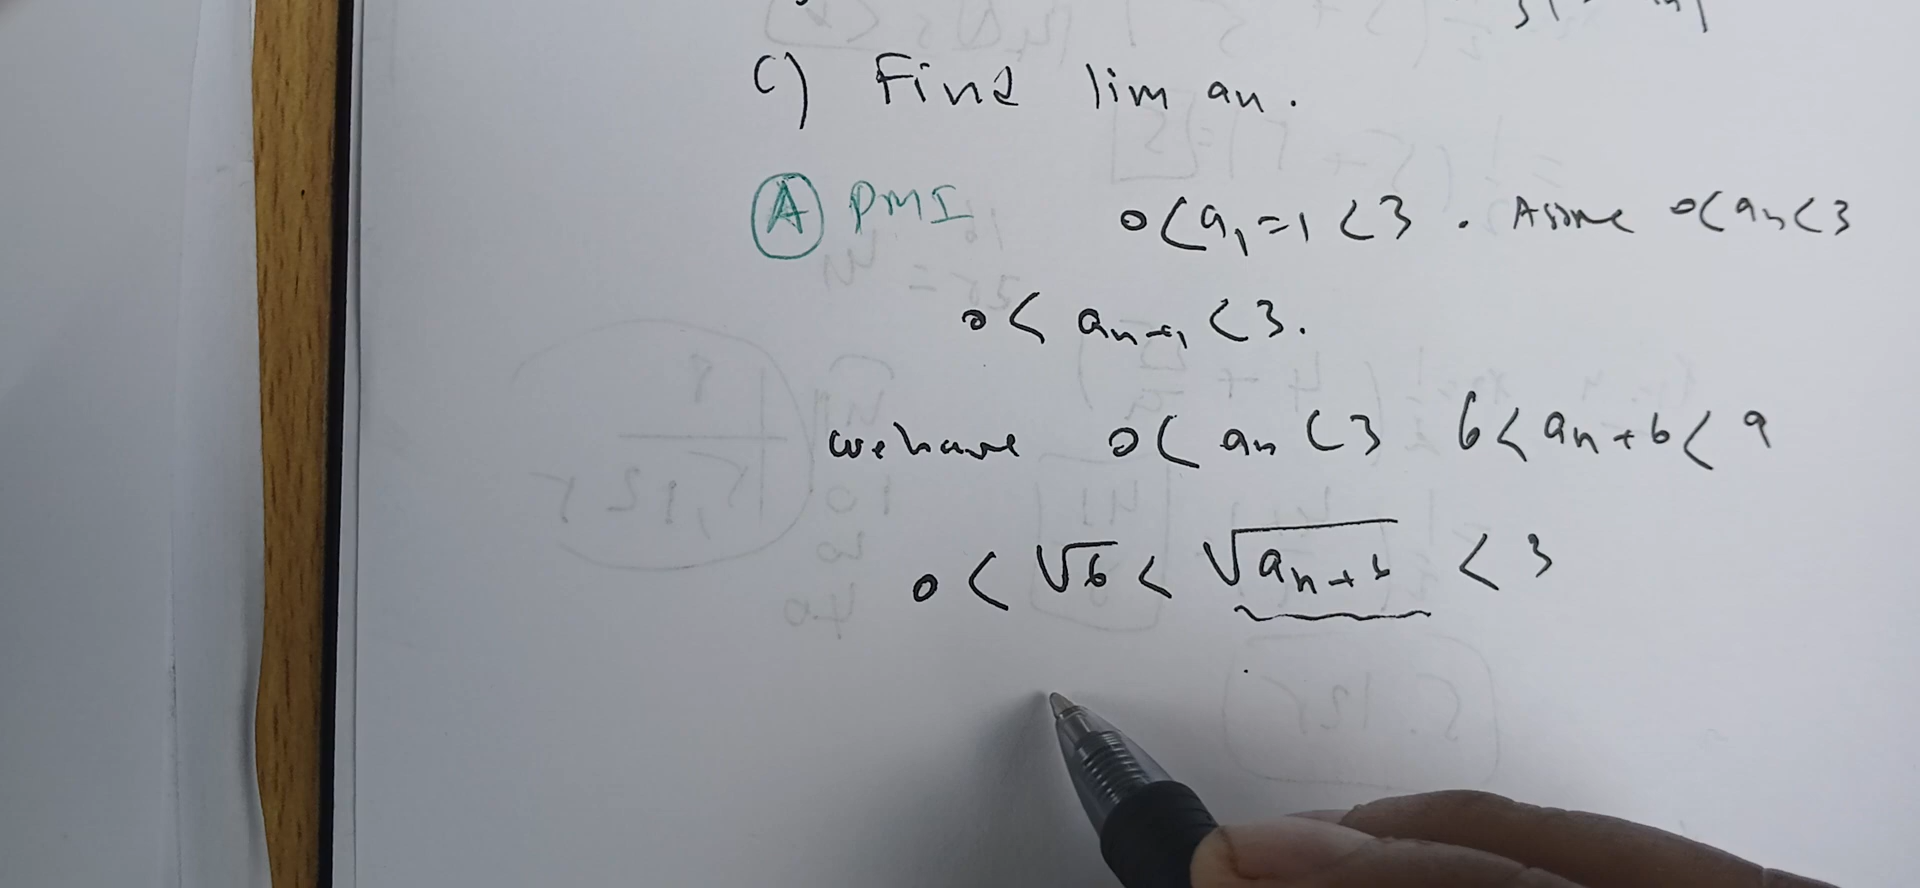 C) Find lim an.
A PMI 0 < a1 = 1 < 3 . Assume 0 < an < 3
0 < an+1 < 3.
we have 0 < an < 3 6 < an + 6 < 9
0 < √6 < √an + 6 < 3